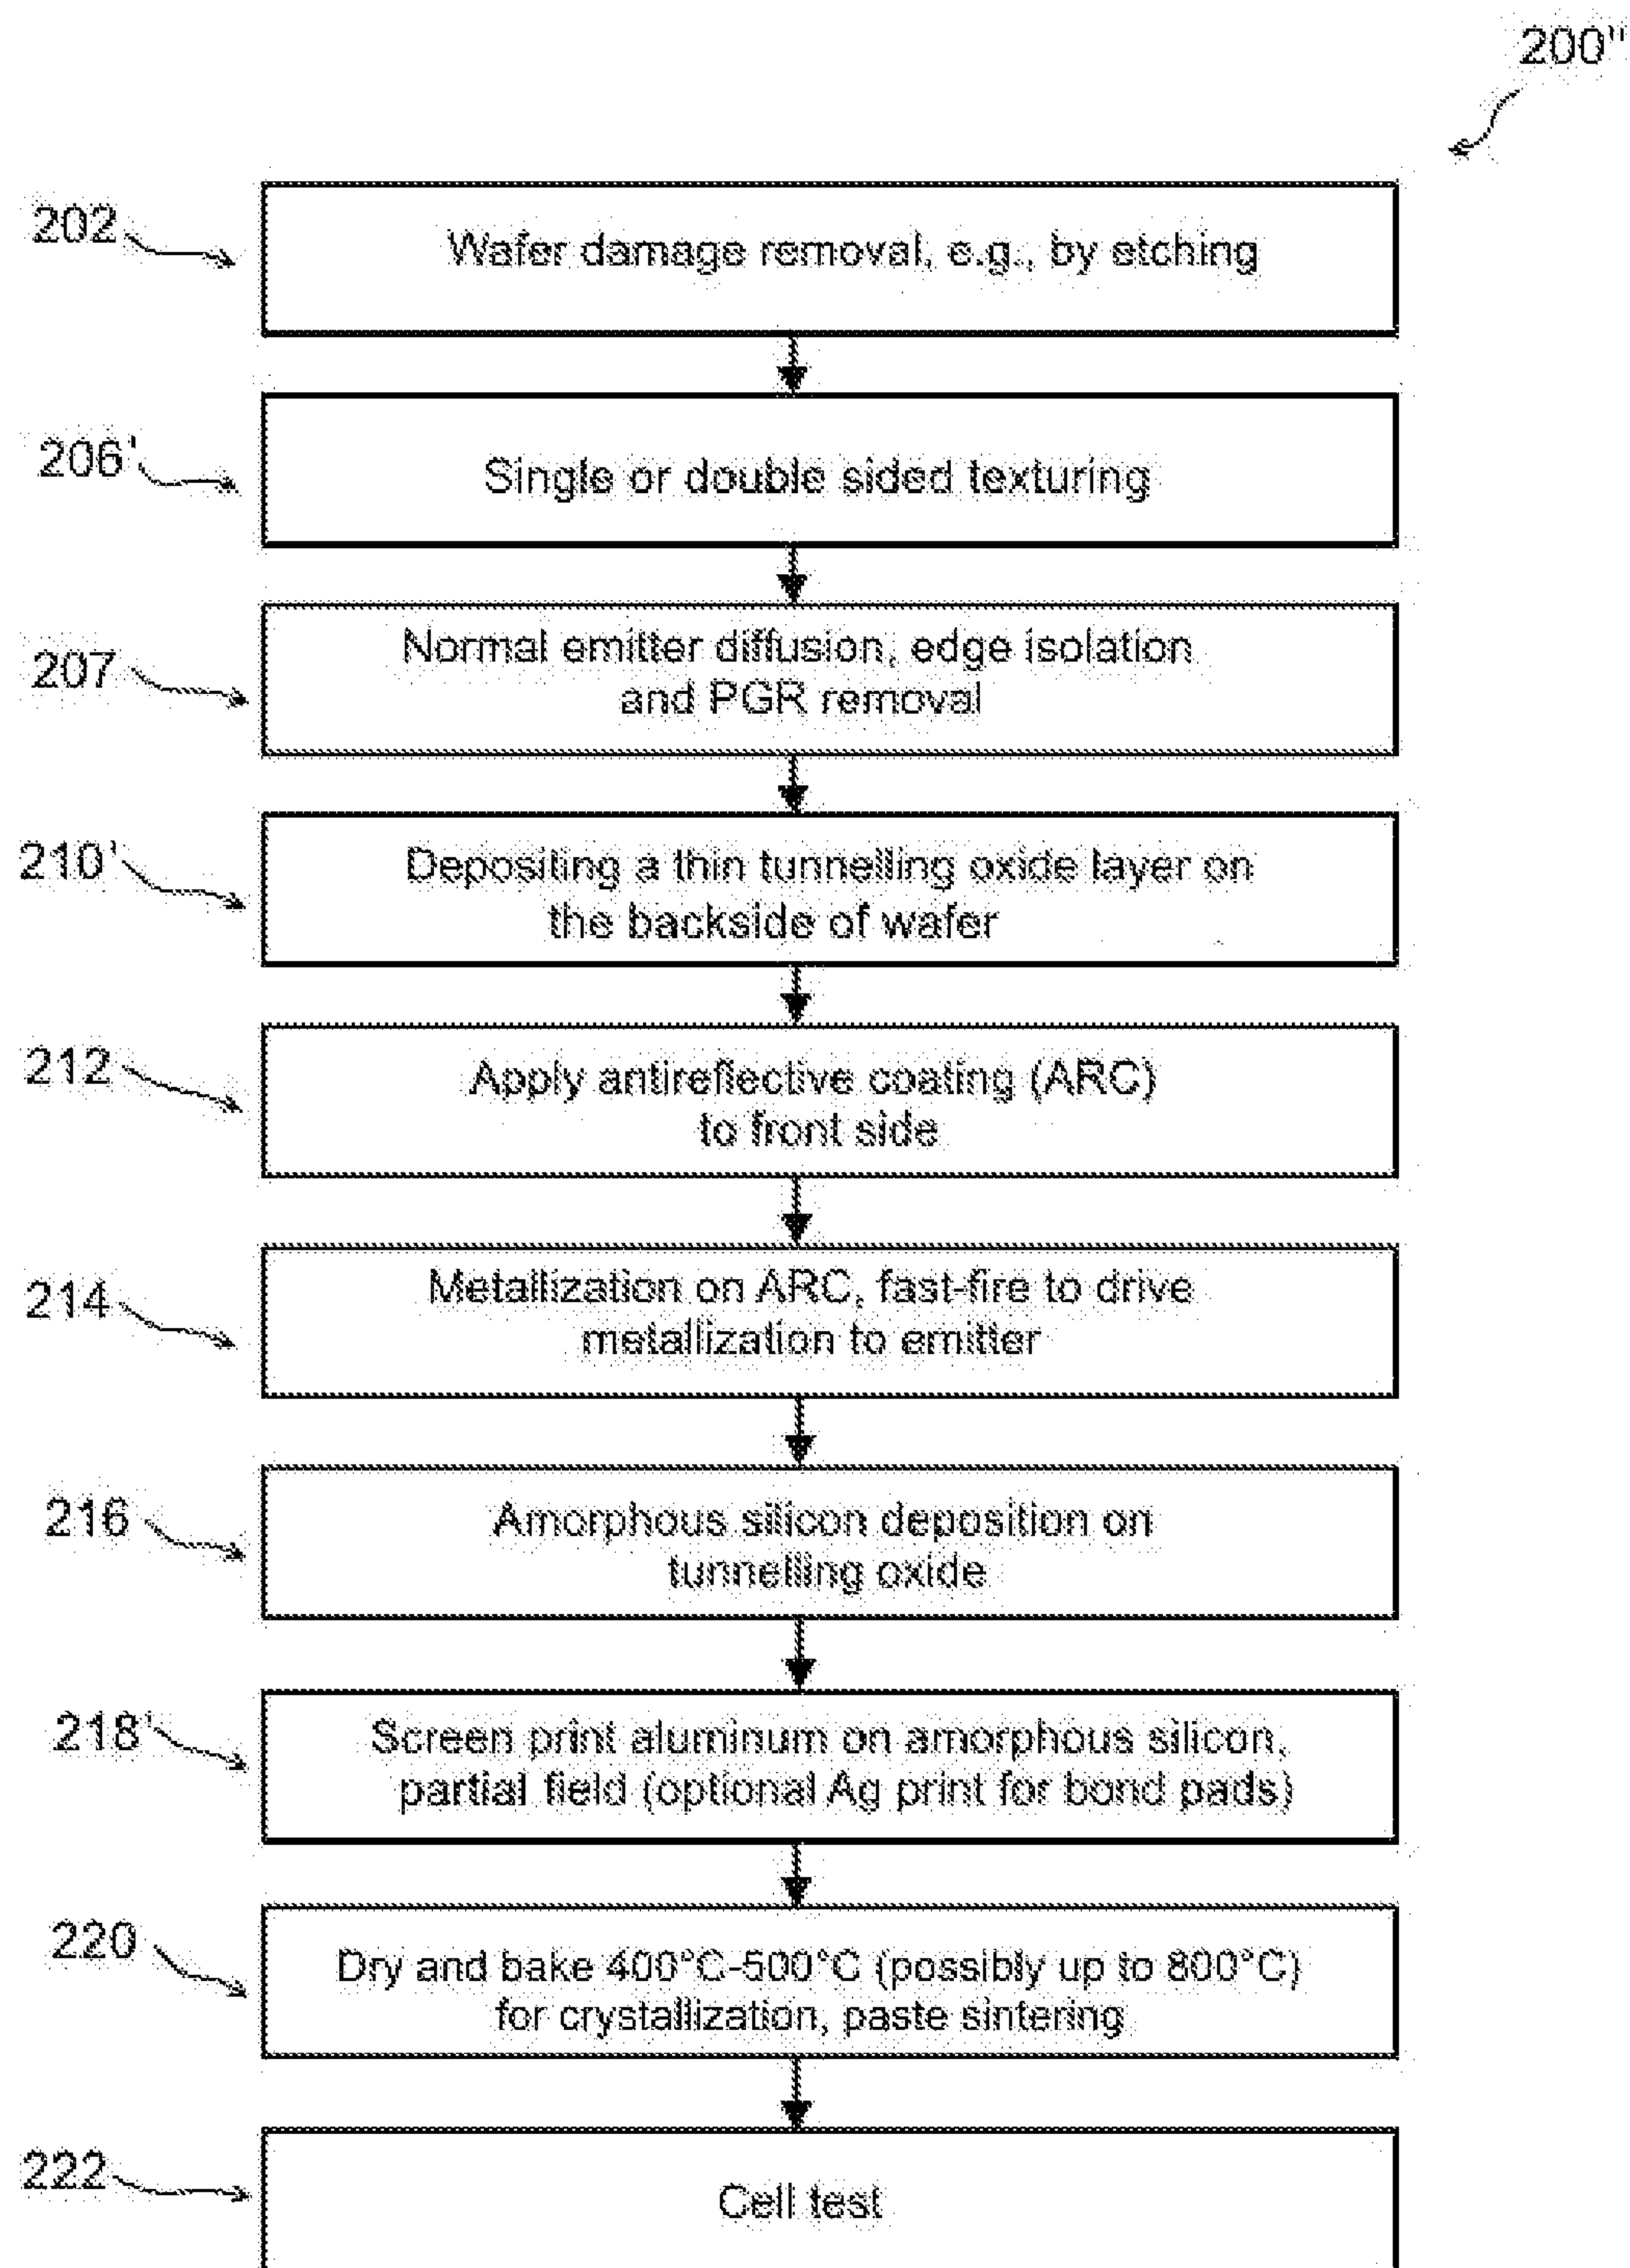 200"
202
Wafer damage removal, e.g., by etching
206'
Single or double sided texturing
207
Normal emitter diffusion, edge isolation
and PGR removal
210'
Depositing a thin tunnelling oxide layer on
the backside of wafer
212
Apply antireflective coating (ARC)
to front side
214
Metallization on ARC, fast-fire to drive
metallization to emitter
216
Amorphous silicon deposition on
tunnelling oxide
218'
Screen print aluminum on amorphous silicon,
partial field (optional Ag print for bond pads)
220
Dry and bake 400°C-500°C (possibly up to 800°C)
for crystallization, paste sintering
222
Cell test